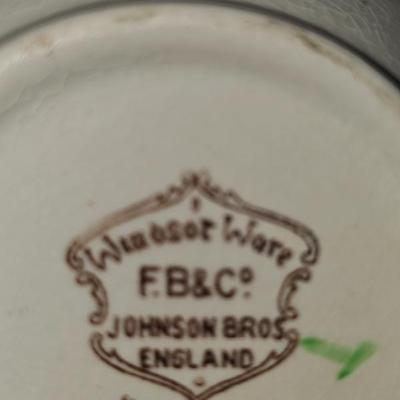 Windsor Ware
F.B&Cº.
JOHNSON BROS
ENGLAND